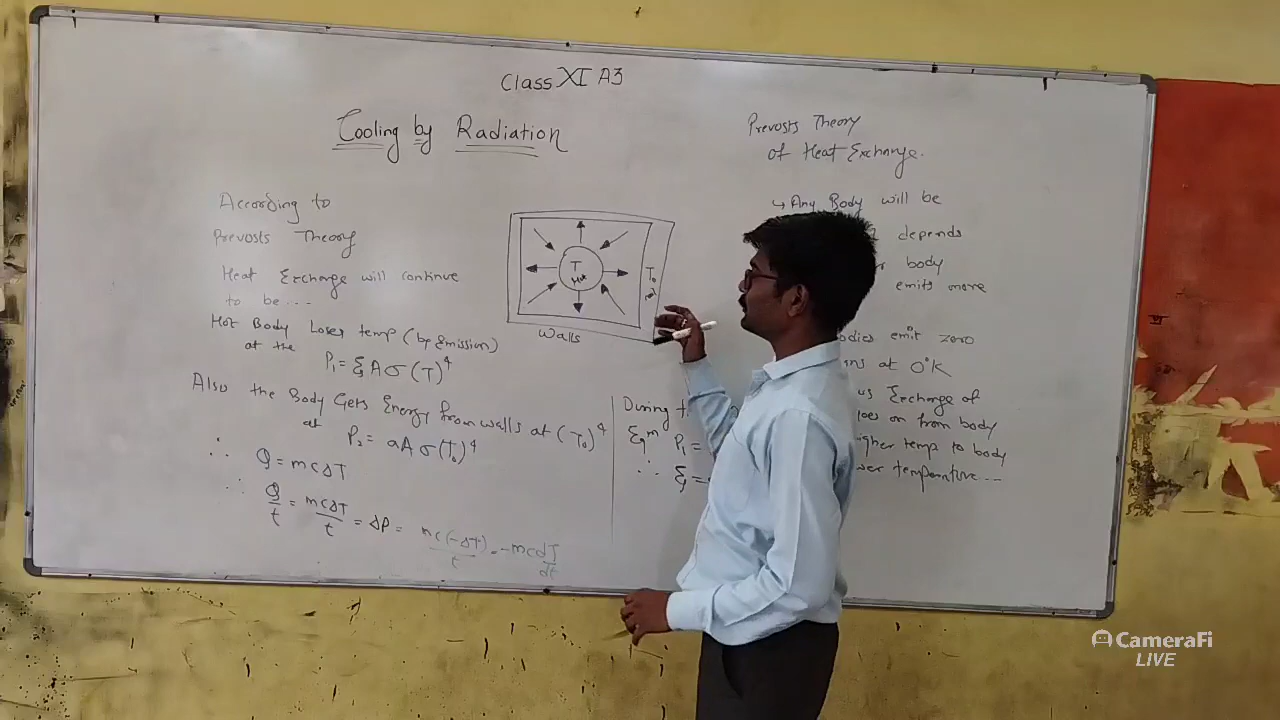 Class XI A3
Cooling by Radiation
According to
Prevosts Theory
Heat Exchange will continue
to be ...
Hot Body Loses temp (by Emission)
at the P₁ = ξ A σ (T)⁴
Also the Body Gets Energy from walls at (T₀)⁴
at P₂ = aAσ(T₀)⁴
∴ Q = mcΔT
∴ Q/t = mcΔT/t = ΔP = mc(-ΔT)/t = -mcdT/dt
T
Hot
T₀
Walls
During t
Eqᵐ P₁ =
∴ ξ =
Prevosts Theory
of Heat Exchange.
↳ Any Body will be
depends
body
emits more
odies emit zero
ns at 0°K
us Exchange of
oes on from body
igher temp to body
wer temperature...
CameraFi
LIVE